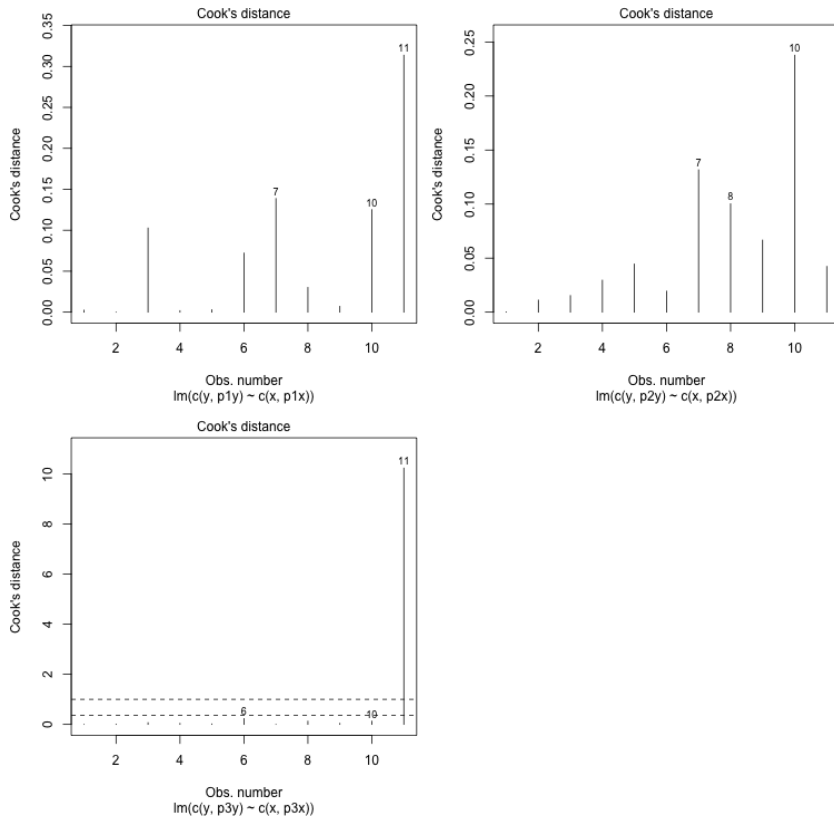 Cook's distance
Cook's distance
0.00 0.05 0.10 0.15 0.20 0.25 0.30 0.35
11
7
10
2 4 6 8 10
Obs. number
lm(c(y, p1y) ~ c(x, p1x))
Cook's distance
Cook's distance
0.00 0.05 0.10 0.15 0.20 0.25
10
7
8
2 4 6 8 10
Obs. number
lm(c(y, p2y) ~ c(x, p2x))
Cook's distance
Cook's distance
0 2 4 6 8 10
11
6
10
2 4 6 8 10
Obs. number
lm(c(y, p3y) ~ c(x, p3x))